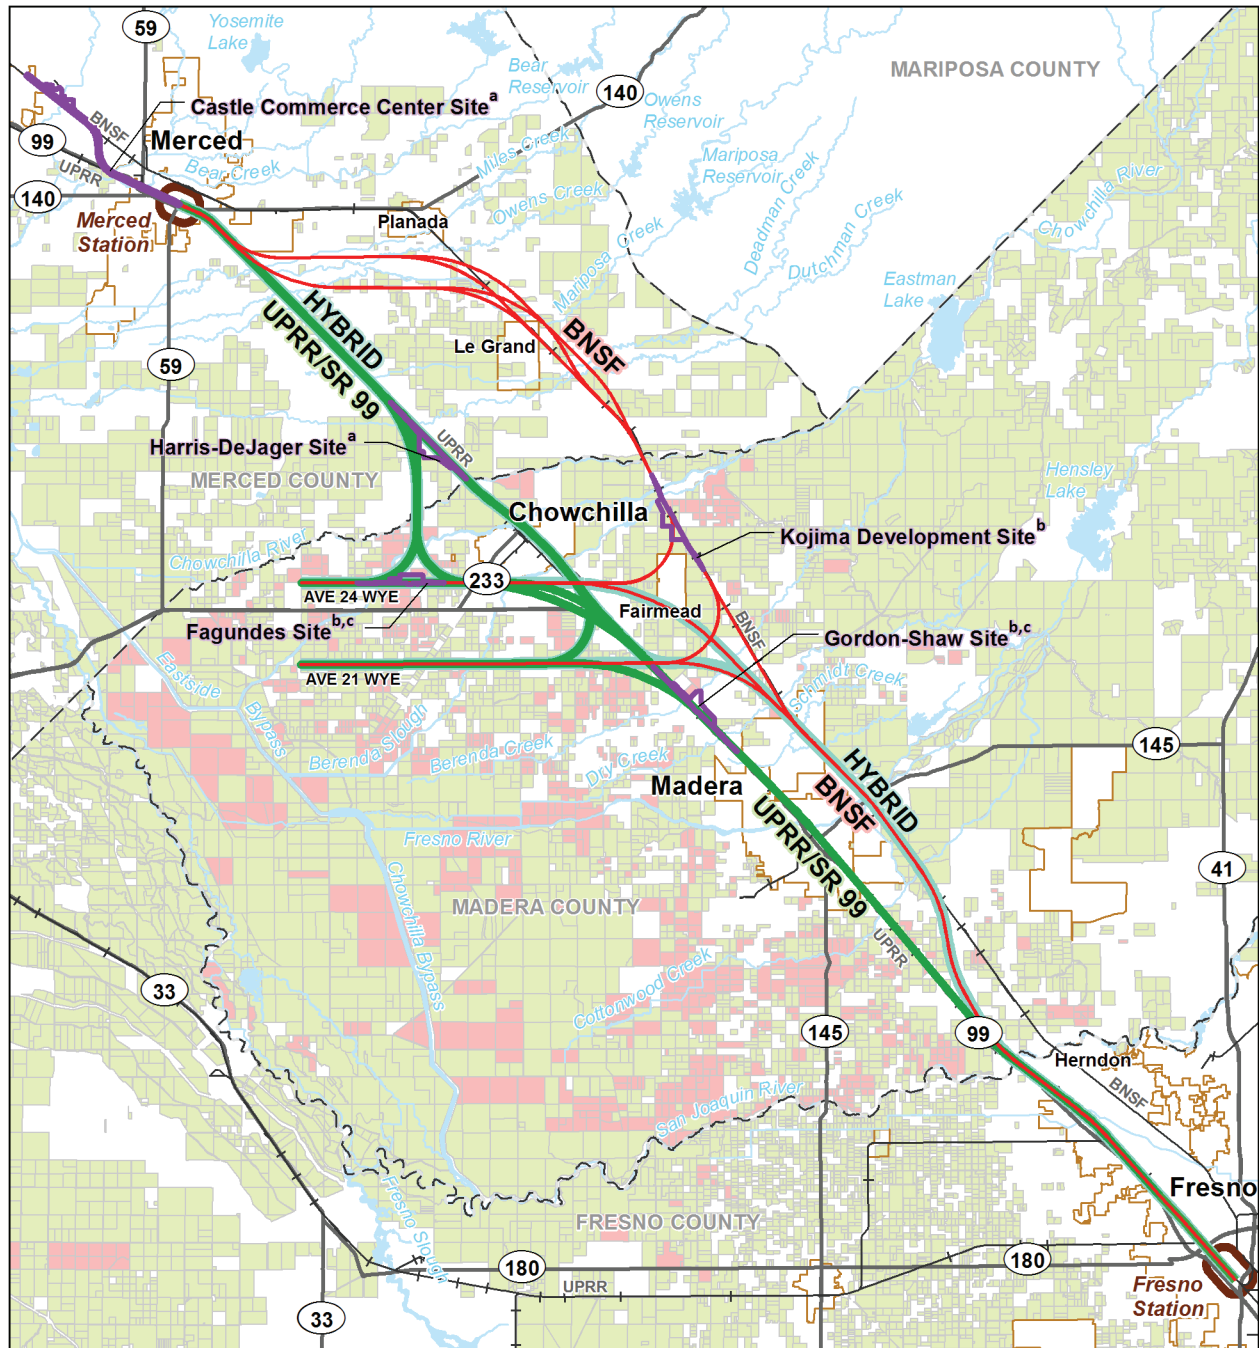 59
Yosemite
Lake
MARIPOSA COUNTY
Bear
Reservoir
140
Castle Commerce Center Site a
Owens
Reservoir
BNSF
99
Merced
UPRR
Bear Creek
Miles Creek
Mariposa
Reservoir
Deadman Creek
Chowchilla River
140
Owens Creek
Merced
Station
Planada
Mariposa Creek
Dutchman Creek
Eastman
Lake
HYBRID
UPRR/SR 99
BNSF
Le Grand
59
Harris-DeJager Site a
UPRR
MERCED COUNTY
Hensley
Lake
Chowchilla
Kojima Development Site b
Chowchilla River
233
AVE 24 WYE
Fairmead
BNSF
Fagundes Site b,c
Gordon-Shaw Site b,c
Eastside
Bypass
AVE 21 WYE
Schmidt Creek
Berenda Slough
Berenda Creek
Dry Creek
145
HYBRID
BNSF
Madera
UPRR/SR 99
Fresno River
Chowchilla Bypass
41
MADERA COUNTY
UPRR
Cottonwood Creek
33
145
99
Herndon
BNSF
San Joaquin River
Fresno
Fresno Slough
FRESNO COUNTY
180
180
UPRR
Fresno
Station
33